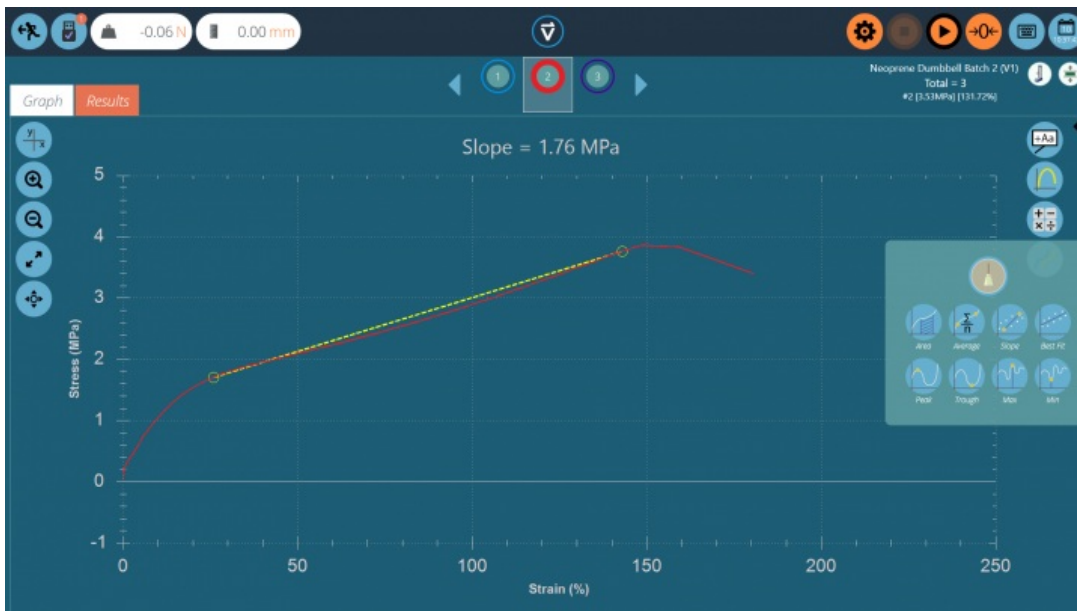 -0.06 N
0.00 mm
Neoprene Dumbbell Batch 2 (V1)
Total = 3
#2 [3.53MPa] [131.72%]
1
2
3
Graph
Results
y
x
+Aa
Slope = 1.76 MPa
5
4
3
2
1
0
-1
Stress (MPa)
0
50
100
150
200
250
Strain (%)
Area
Average
Slope
Best Fit
Peak
Trough
Max
Min